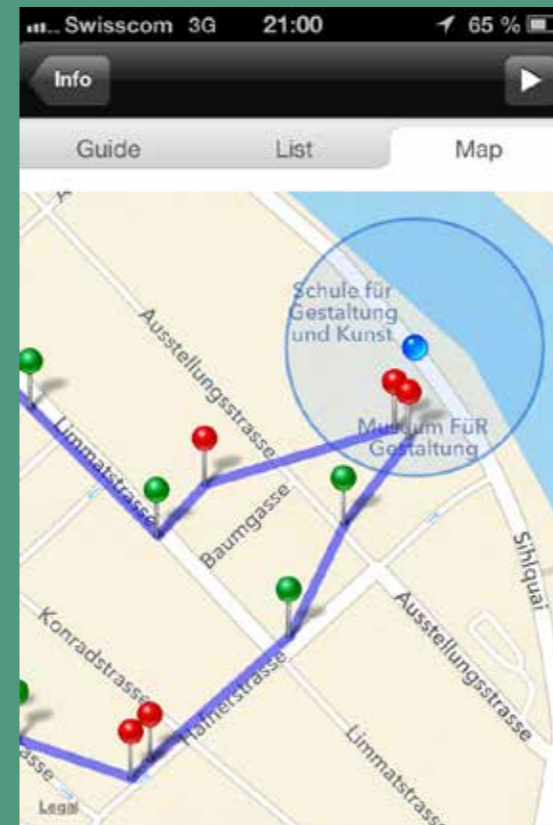 Swisscom 3G 21:00 65 %
Info
Guide List Map
Schule für
Gestaltung
und Kunst
Ausstellungsstrasse
Museum FüR
Gestaltung
Limmatstrasse
Baumgasse
Sihlquai
Konradstrasse
Hafnerstrasse
Ausstellungsstrasse
Limmatstrasse
asse
Legal